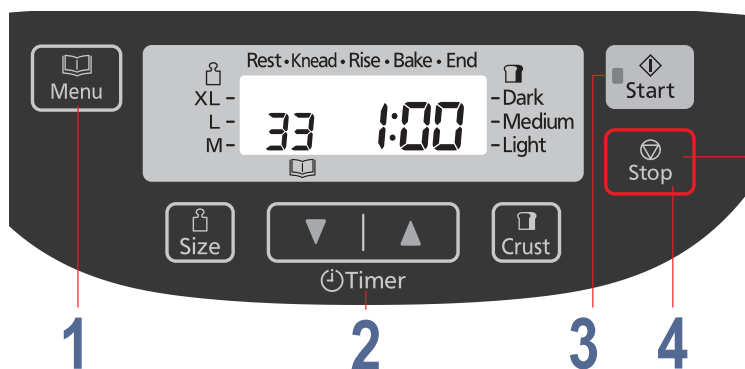 Menu
Rest • Knead • Rise • Bake • End
XL –
L –
M –
33 1:00
– Dark
– Medium
– Light
Start
Stop
Size
Crust
Timer
1
2
3
4